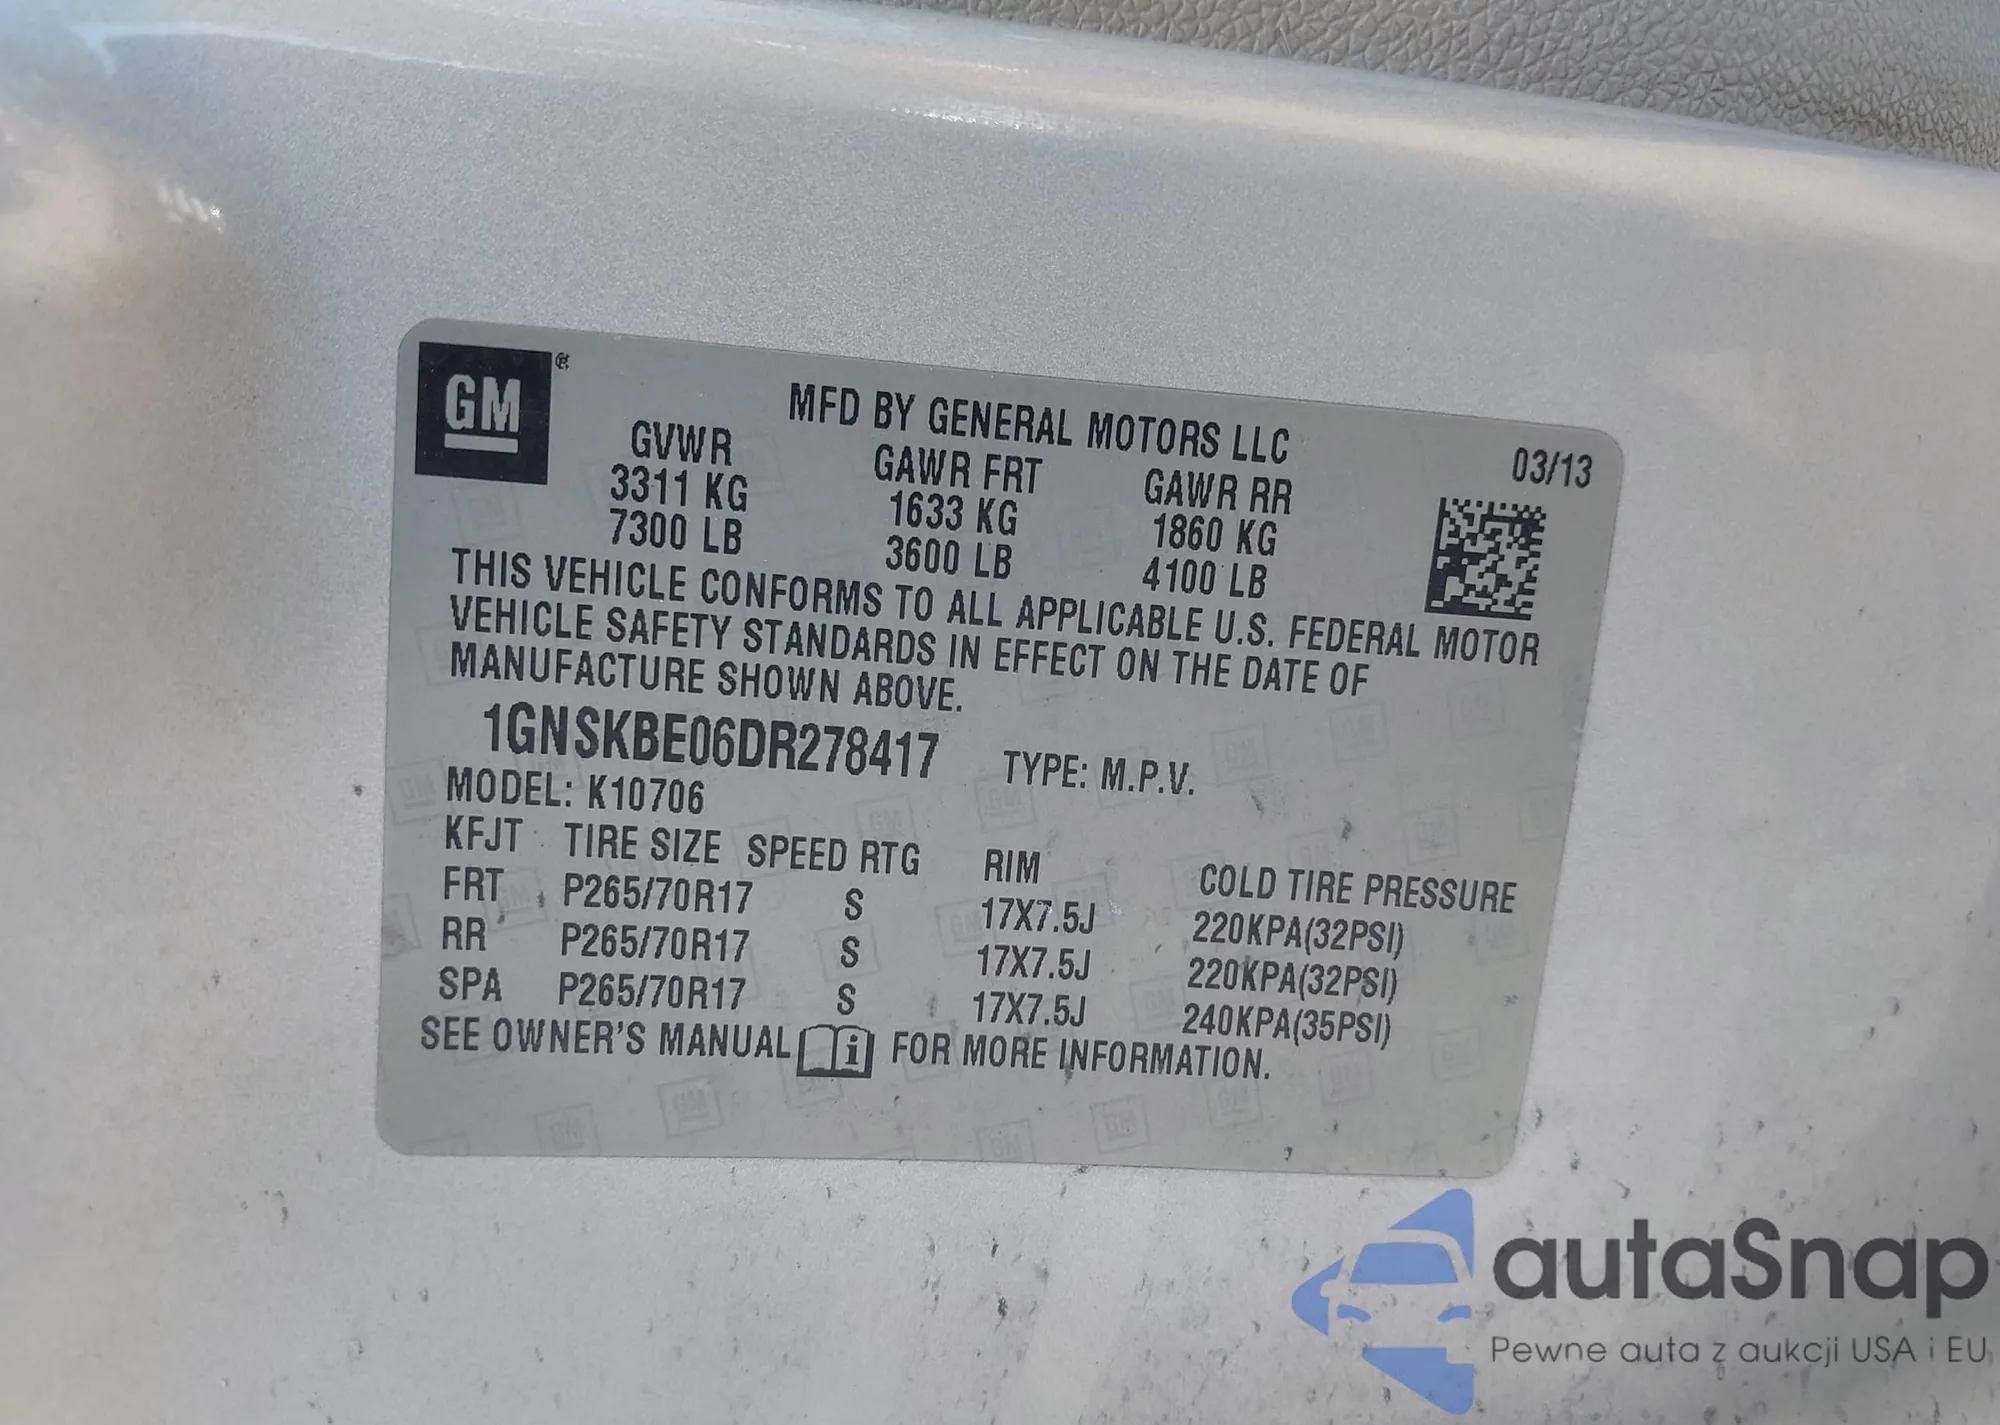 GM
MFD BY GENERAL MOTORS LLC
03/13
GVWR GAWR FRT GAWR RR
3311 KG 1633 KG 1860 KG
7300 LB 3600 LB 4100 LB
THIS VEHICLE CONFORMS TO ALL APPLICABLE U.S. FEDERAL MOTOR
VEHICLE SAFETY STANDARDS IN EFFECT ON THE DATE OF
MANUFACTURE SHOWN ABOVE.
1GNSKBE06DR278417 TYPE: M.P.V.
MODEL: K10706
KFJT TIRE SIZE SPEED RTG RIM COLD TIRE PRESSURE
FRT P265/70R17 S 17X7.5J 220KPA(32PSI)
RR P265/70R17 S 17X7.5J 220KPA(32PSI)
SPA P265/70R17 S 17X7.5J 240KPA(35PSI)
SEE OWNER'S MANUAL i FOR MORE INFORMATION.
autaSnap
Pewne auta z aukcji USA i EU